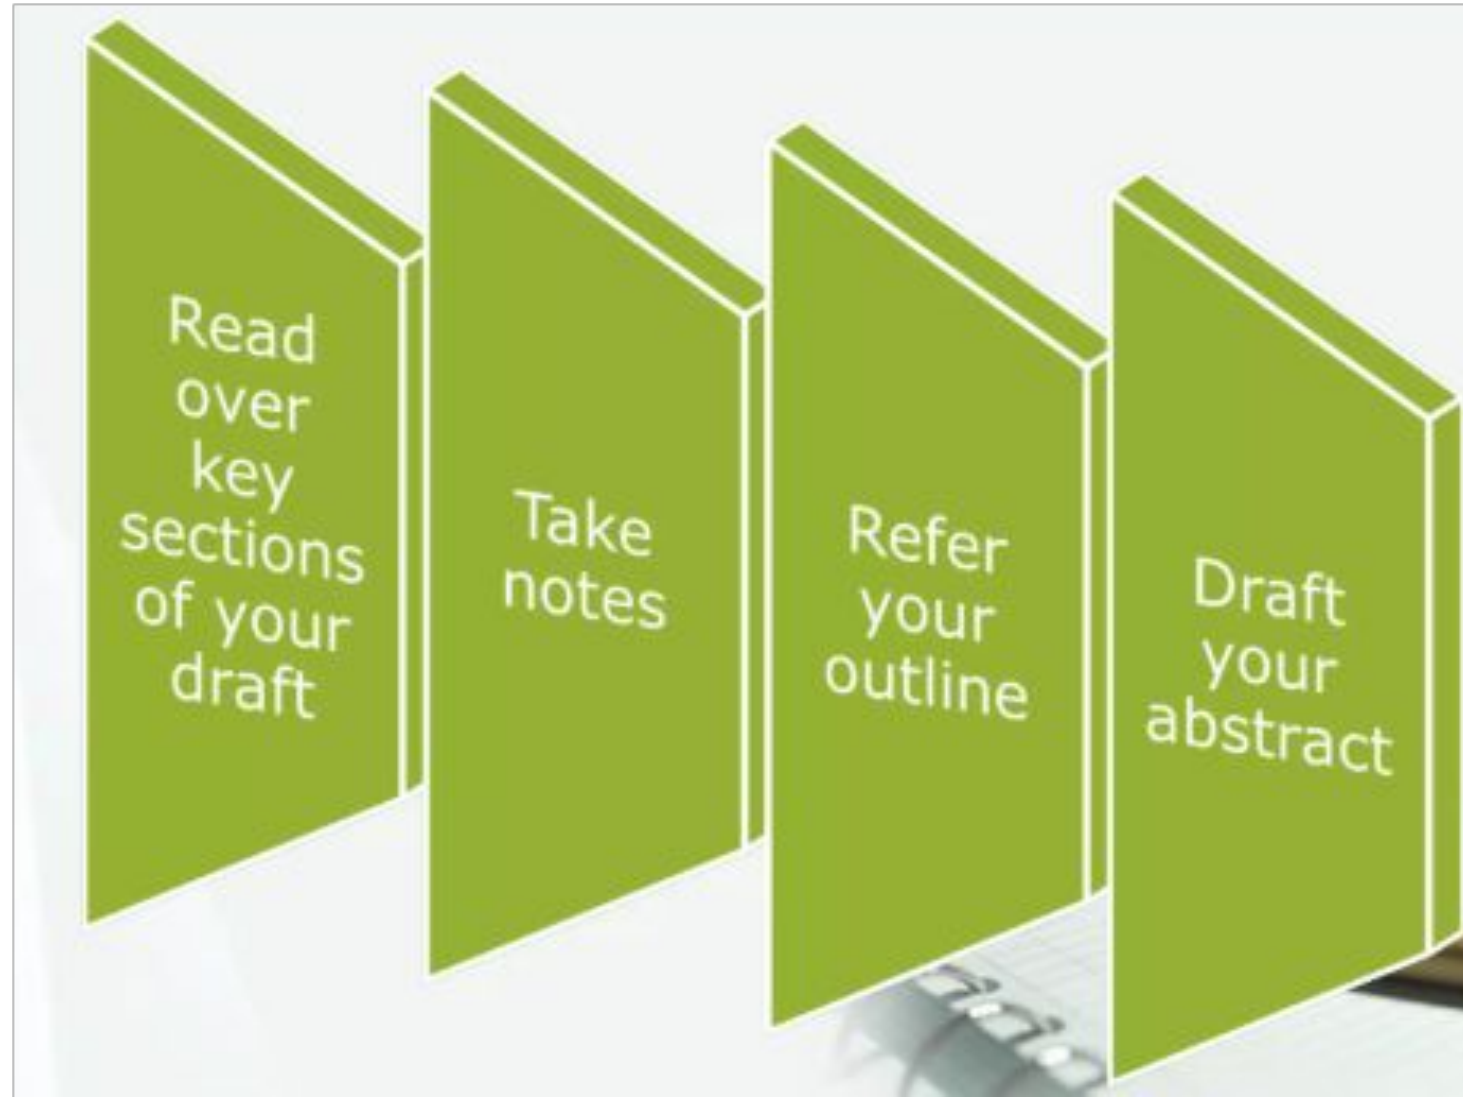 Read
over
key
sections
of your
draft
Take
notes
Refer
your
outline
Draft
your
abstract